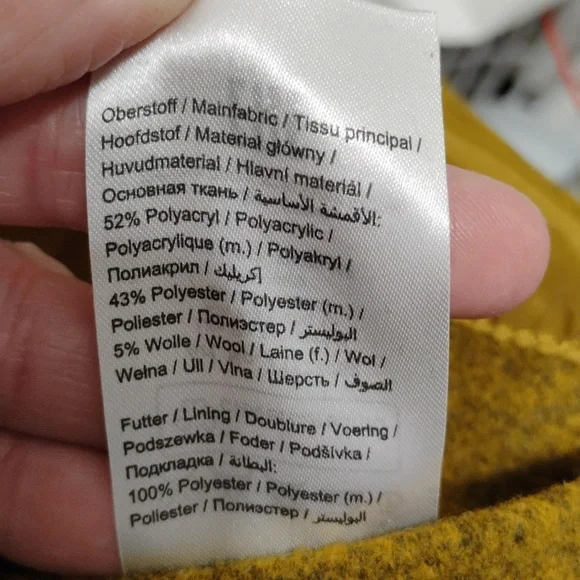 Oberstoff / Mainfabric / Tissu principal /
Hoofdstof / Materiał główny /
Huvudmaterial / Hlavní materiál /
Основная ткань / الأقمشة الأساسية:
52% Polyacryl / Polyacrylic /
Polyacrylique (m.) / Polyakryl /
Полиакрил / إكريليك
43% Polyester / Polyester (m.) /
Poliester / Полиэстер / البوليستر
5% Wolle / Wool / Laine (f.) / Wol /
Wełna / Ull / Vlna / Шерсть / الصوف
Futter / Lining / Doublure / Voering /
Podszewka / Foder / Podšívka /
Подкладка / البطانة:
100% Polyester / Polyester (m.) /
Poliester / Полиэстер / البوليستر